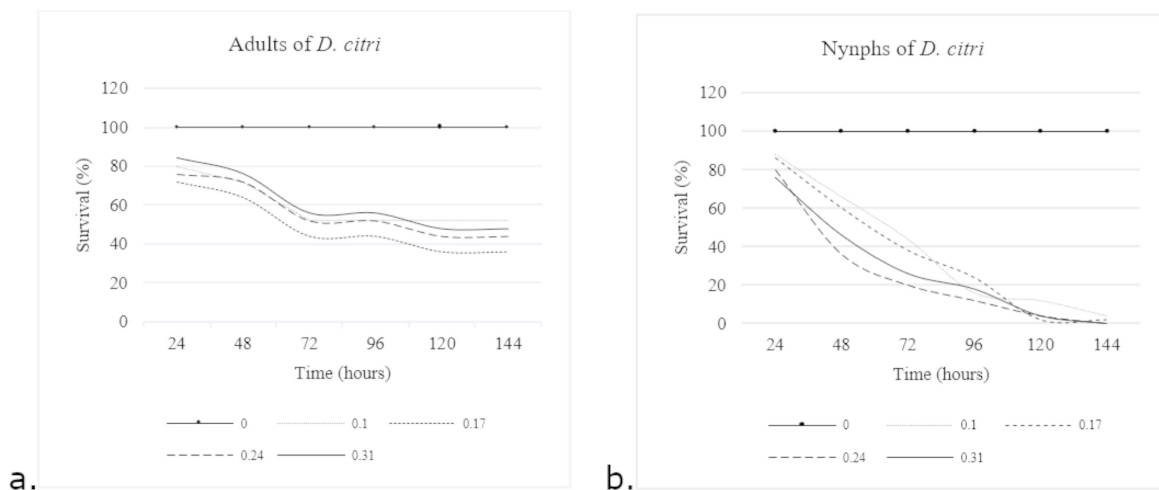 Adults of D. citri
120
100
80
60
40
20
0
Survival (%)
24 48 72 96 120 144
Time (hours)
0 0.1 0.17
0.24 0.31
a.
Nynphs of D. citri
120
100
80
60
40
20
0
Survival (%)
24 48 72 96 120 144
Time (hours)
0 0.1 0.17
0.24 0.31
b.